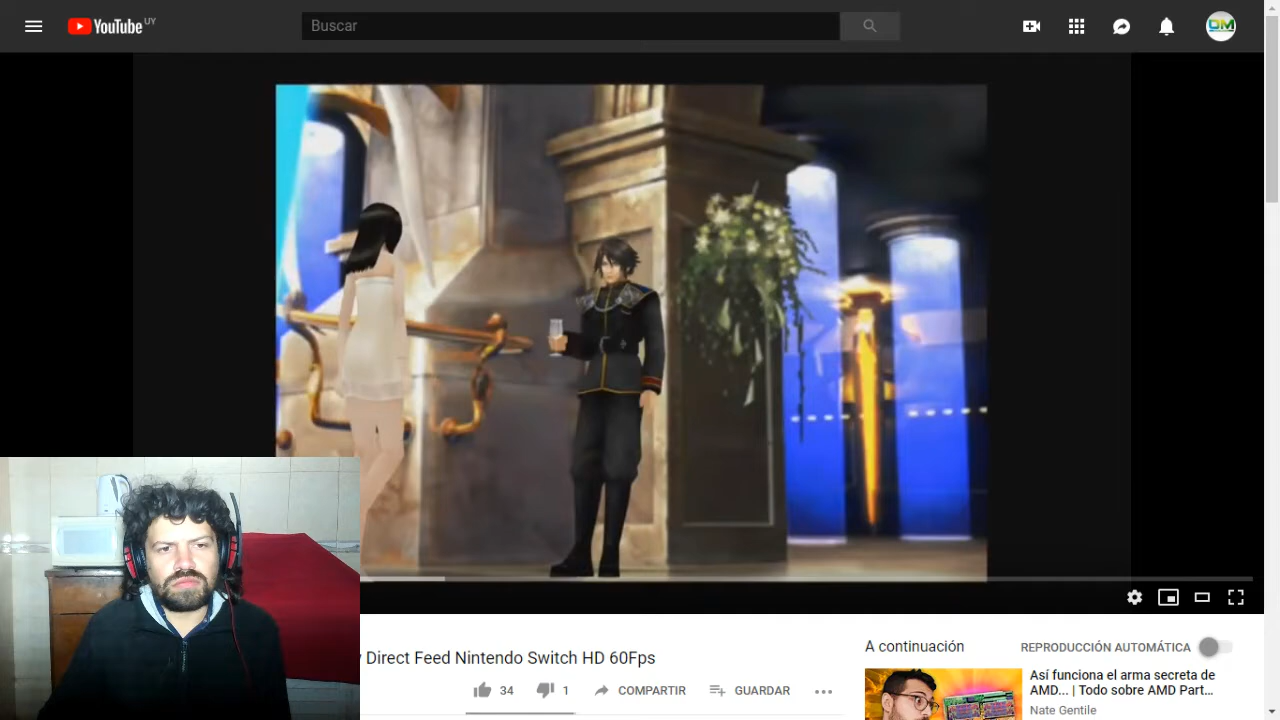 YouTube UY
Buscar
DM
Direct Feed Nintendo Switch HD 60Fps
34
1
COMPARTIR
GUARDAR
A continuación
REPRODUCCIÓN AUTOMÁTICA
Así funciona el arma secreta de
AMD... | Todo sobre AMD Part...
Nate Gentile